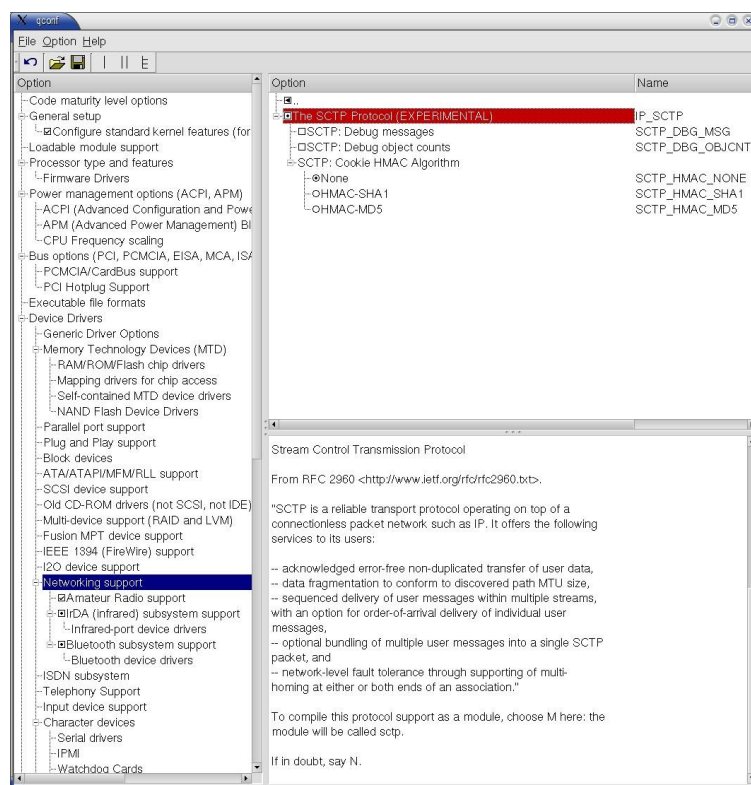 qconf
File Option Help
Option
Code maturity level options
General setup
Configure standard kernel features (for
Loadable module support
Processor type and features
Firmware Drivers
Power management options (ACPI, APM)
ACPI (Advanced Configuration and Powe
APM (Advanced Power Management) BI
CPU Frequency scaling
Bus options (PCI, PCMCIA, EISA, MCA, ISA
PCMCIA/CardBus support
PCI Hotplug Support
Executable file formats
Device Drivers
Generic Driver Options
Memory Technology Devices (MTD)
RAM/ROM/Flash chip drivers
Mapping drivers for chip access
Self-contained MTD device drivers
NAND Flash Device Drivers
Parallel port support
Plug and Play support
Block devices
ATA/ATAPI/MFM/RLL support
SCSI device support
Old CD-ROM drivers (not SCSI, not IDE)
Multi-device support (RAID and LVM)
Fusion MPT device support
IEEE 1394 (FireWire) support
I2O device support
Networking support
Amateur Radio support
IrDA (infrared) subsystem support
Infrared-port device drivers
Bluetooth subsystem support
Bluetooth device drivers
ISDN subsystem
Telephony Support
Input device support
Character devices
Serial drivers
IPMI
Watchdog Cards
Option Name
..
The SCTP Protocol (EXPERIMENTAL) IP_SCTP
SCTP: Debug messages SCTP_DBG_MSG
SCTP: Debug object counts SCTP_DBG_OBJCNT
SCTP: Cookie HMAC Algorithm
None SCTP_HMAC_NONE
HMAC-SHA1 SCTP_HMAC_SHA1
HMAC-MD5 SCTP_HMAC_MD5
Stream Control Transmission Protocol
From RFC 2960 <http://www.ietf.org/rfc/rfc2960.txt>.
"SCTP is a reliable transport protocol operating on top of a
connectionless packet network such as IP. It offers the following
services to its users:
-- acknowledged error-free non-duplicated transfer of user data,
-- data fragmentation to conform to discovered path MTU size,
-- sequenced delivery of user messages within multiple streams,
with an option for order-of-arrival delivery of individual user
messages,
-- optional bundling of multiple user messages into a single SCTP
packet, and
-- network-level fault tolerance through supporting of multi-
homing at either or both ends of an association."
To compile this protocol support as a module, choose M here: the
module will be called sctp.
If in doubt, say N.